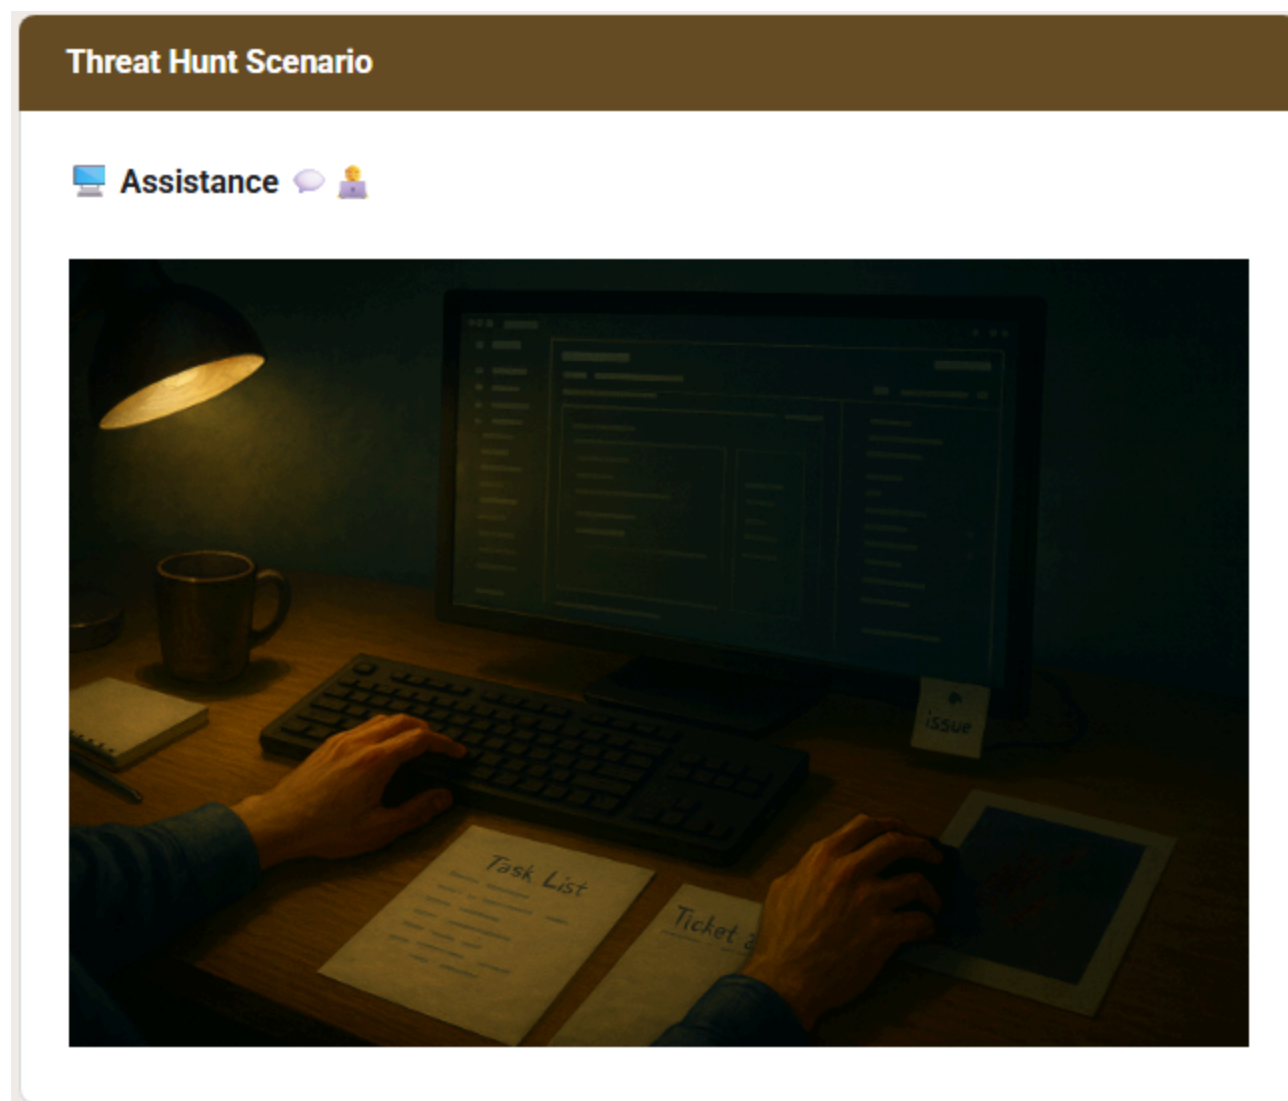 Threat Hunt Scenario
Assistance
issue
Task List
Ticket